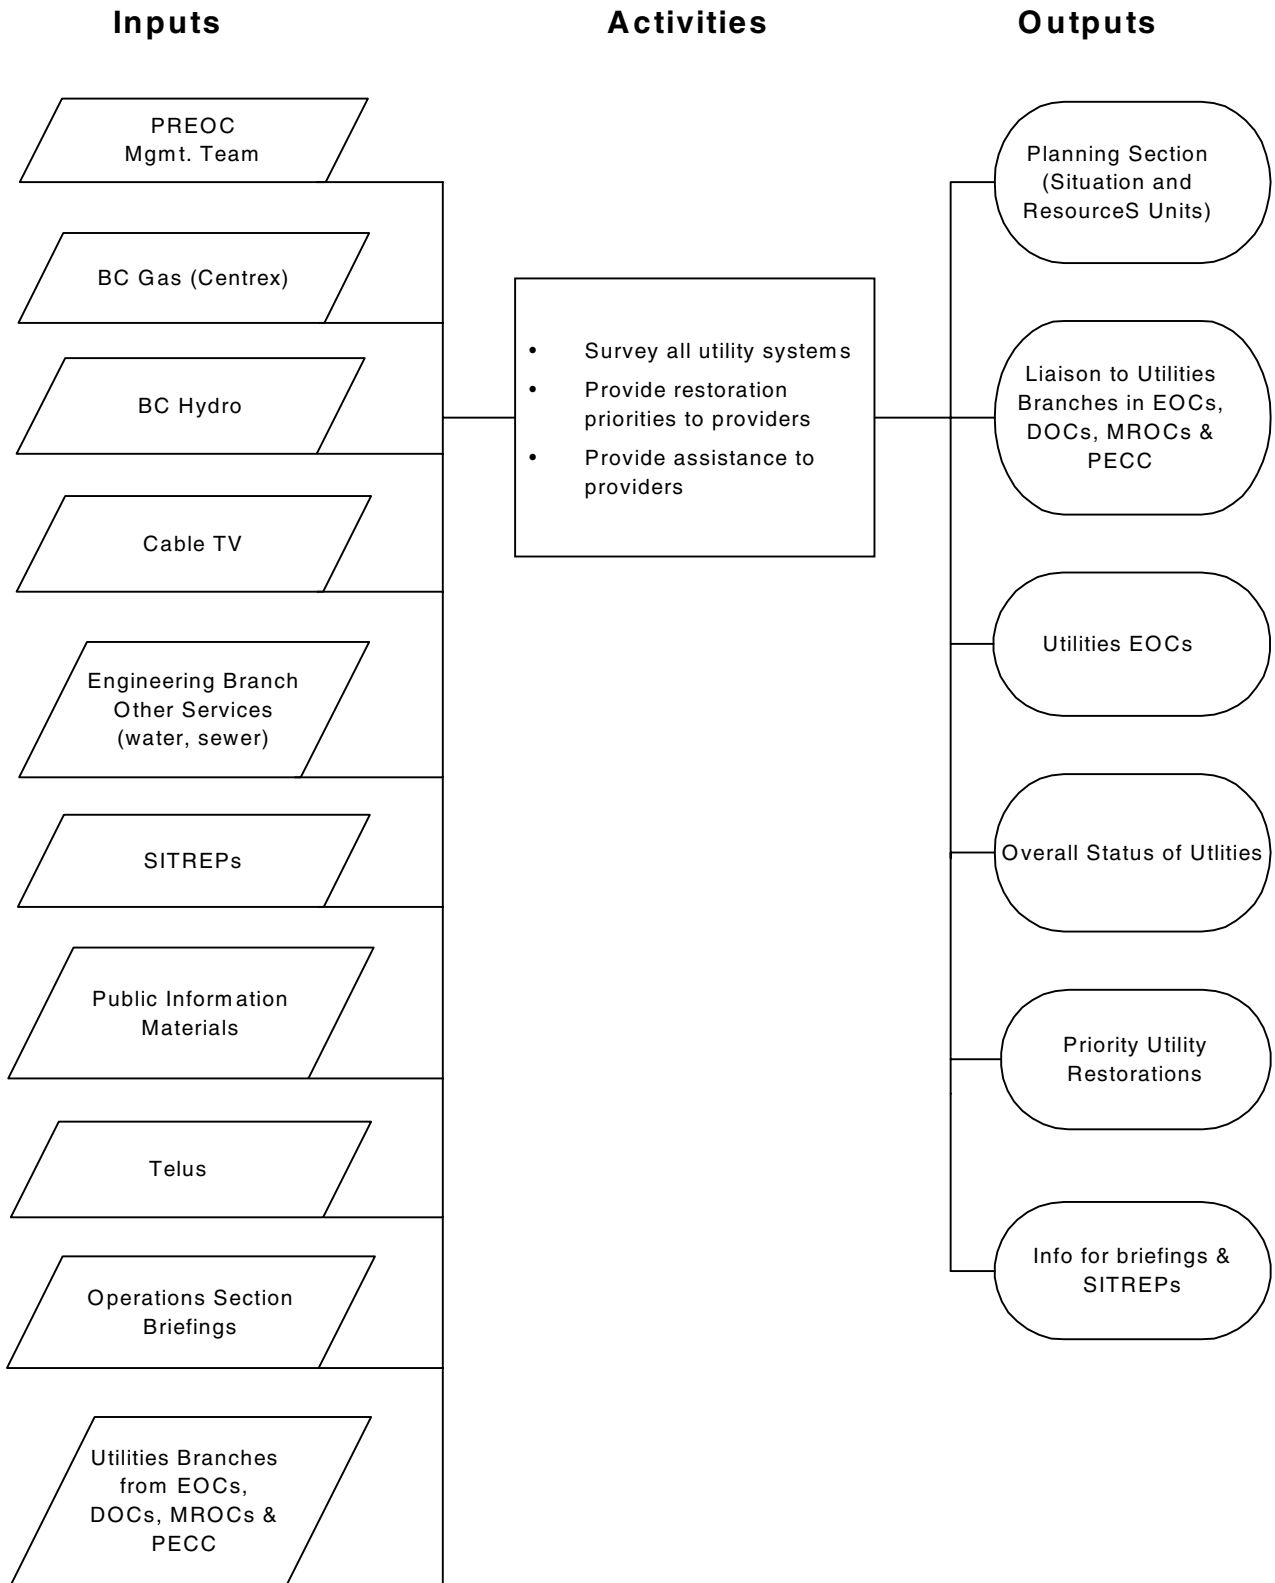 Inputs
Activities
Outputs
PREOC
Mgmt. Team
BC Gas (Centrex)
BC Hydro
Cable TV
Engineering Branch
Other Services
(water, sewer)
SITREPs
Public Information
Materials
Telus
Operations Section
Briefings
Utilities Branches
from EOCs,
DOCs, MROCs &
PECC
• Survey all utility systems
• Provide restoration
priorities to providers
• Provide assistance to
providers
Planning Section
(Situation and
ResourceS Units)
Liaison to Utilities
Branches in EOCs,
DOCs, MROCs &
PECC
Utilities EOCs
Overall Status of Utlities
Priority Utility
Restorations
Info for briefings &
SITREPs